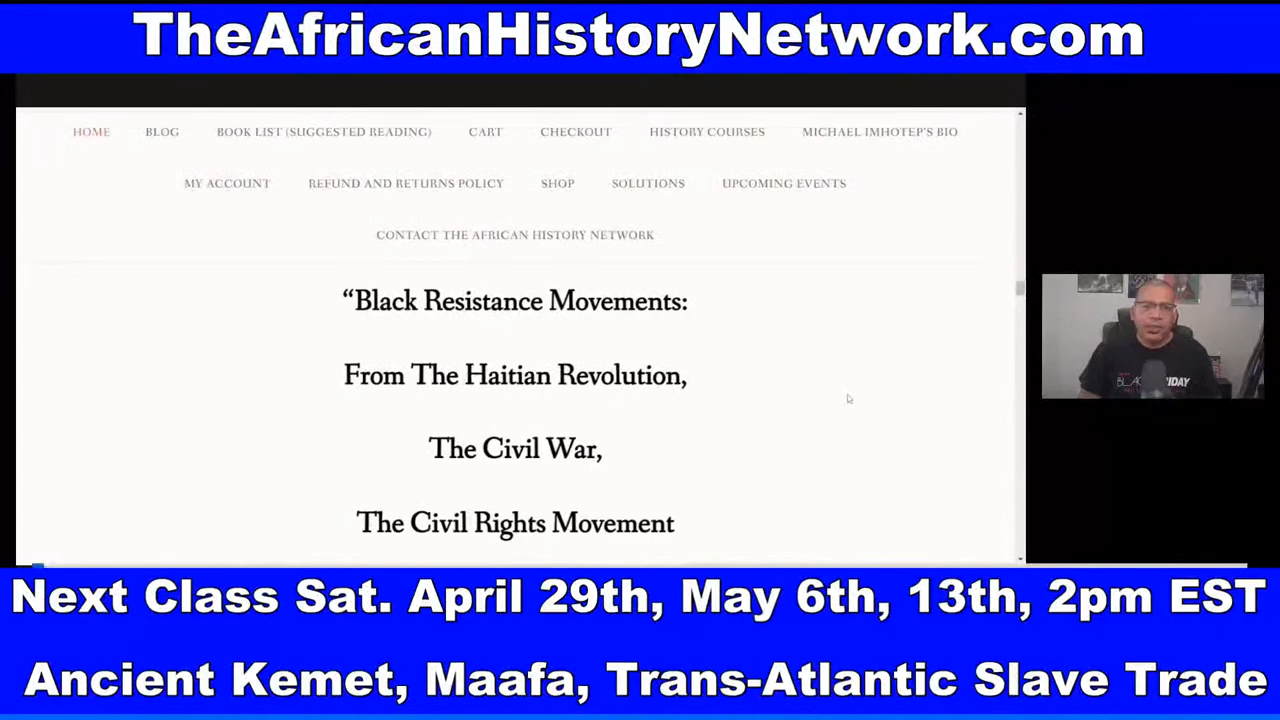 TheAfricanHistoryNetwork.com
HOME BLOG BOOK LIST (SUGGESTED READING) CART CHECKOUT HISTORY COURSES MICHAEL IMHOTEP'S BIO
MY ACCOUNT REFUND AND RETURNS POLICY SHOP SOLUTIONS UPCOMING EVENTS
CONTACT THE AFRICAN HISTORY NETWORK
“Black Resistance Movements:
From The Haitian Revolution,
The Civil War,
The Civil Rights Movement
Next Class Sat. April 29th, May 6th, 13th, 2pm EST
Ancient Kemet, Maafa, Trans-Atlantic Slave Trade